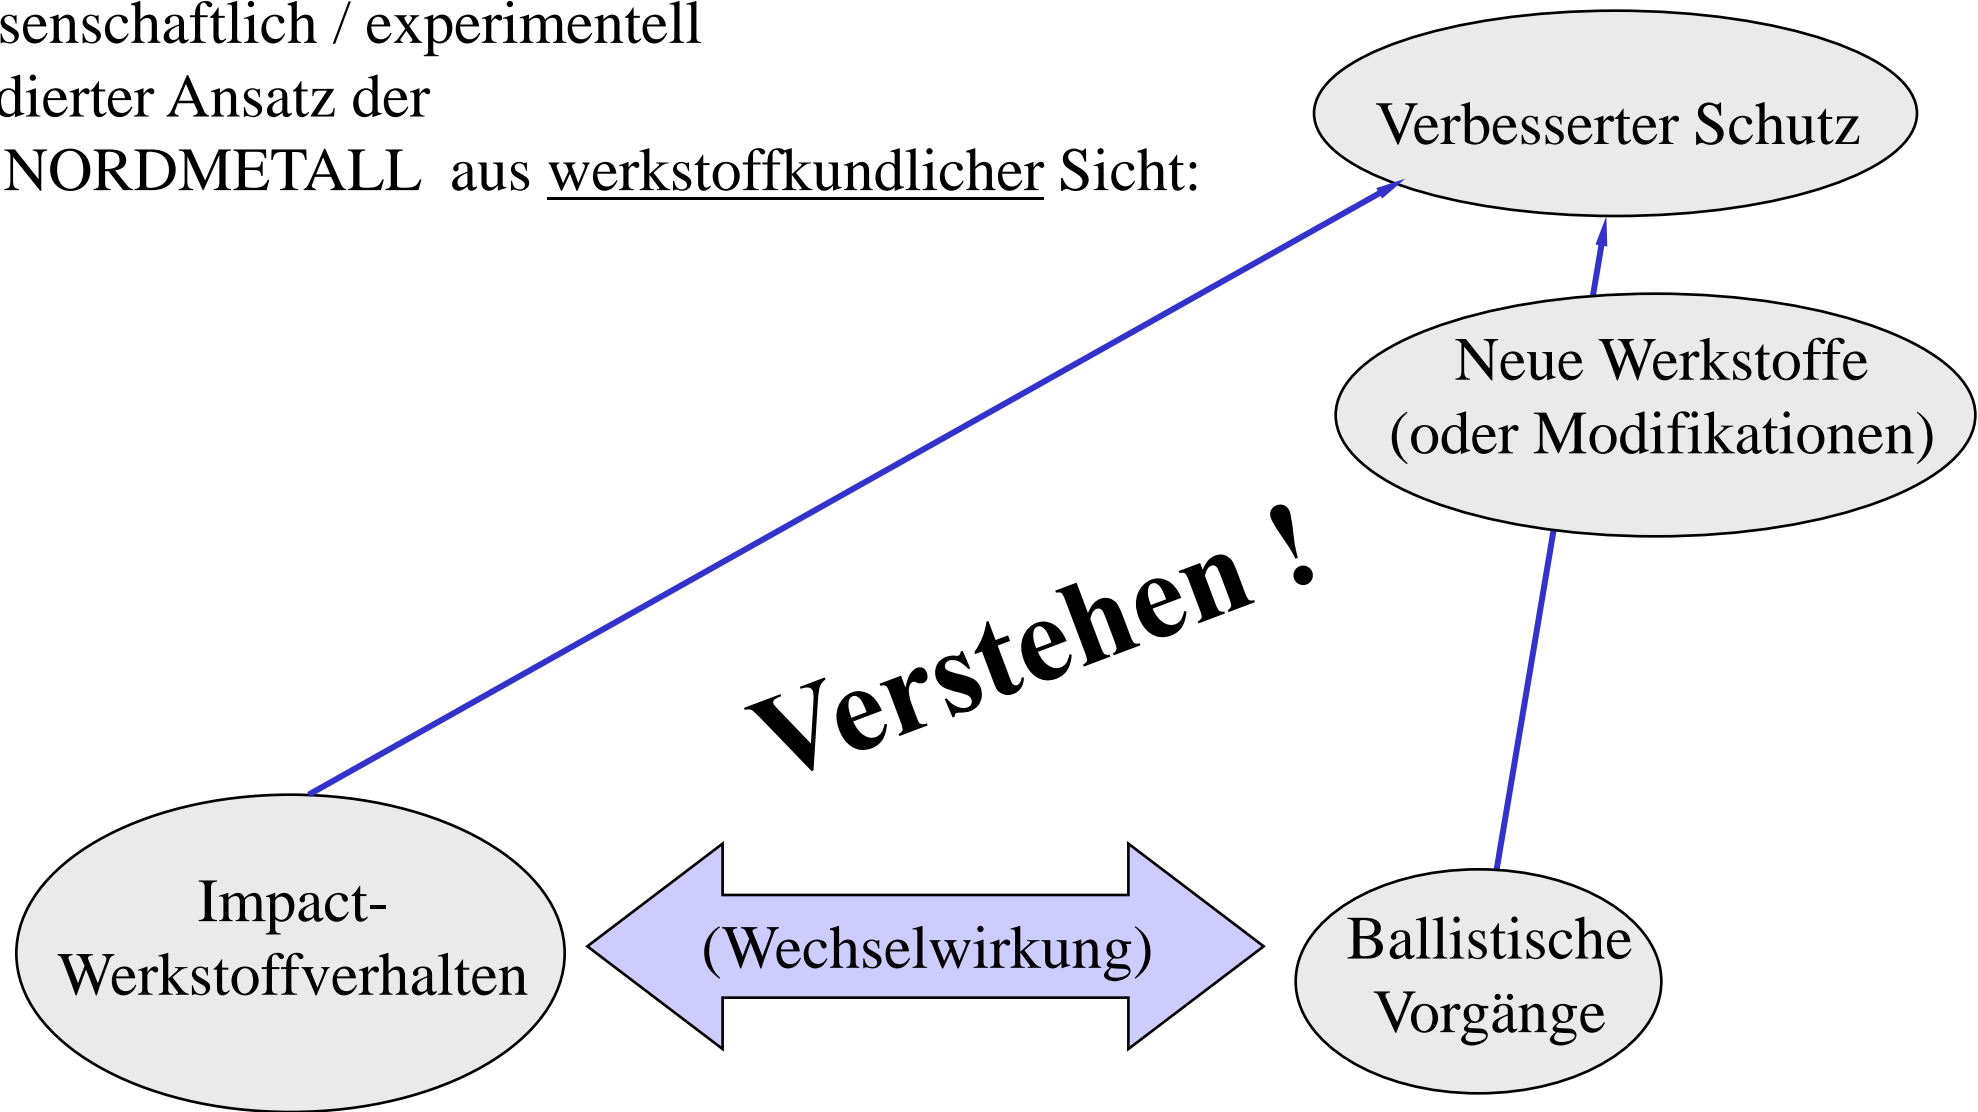 senschaftlich / experimentell
dierter Ansatz der
NORDMETALL aus werkstoffkundlicher Sicht:
Verbesserter Schutz
Neue Werkstoffe
(oder Modifikationen)
Verstehen !
Impact-
Werkstoffverhalten
(Wechselwirkung)
Ballistische
Vorgänge